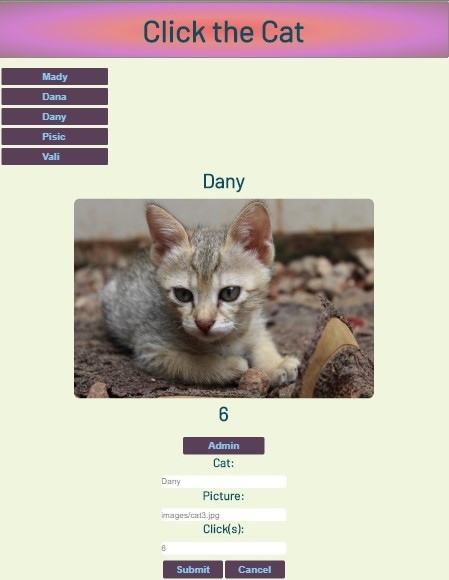 Click the Cat
Mady
Dana
Dany
Pisic
Vali
Dany
6
Admin
Cat:
Dany
Picture:
images/cat3.jpg
Click(s):
6
Submit Cancel